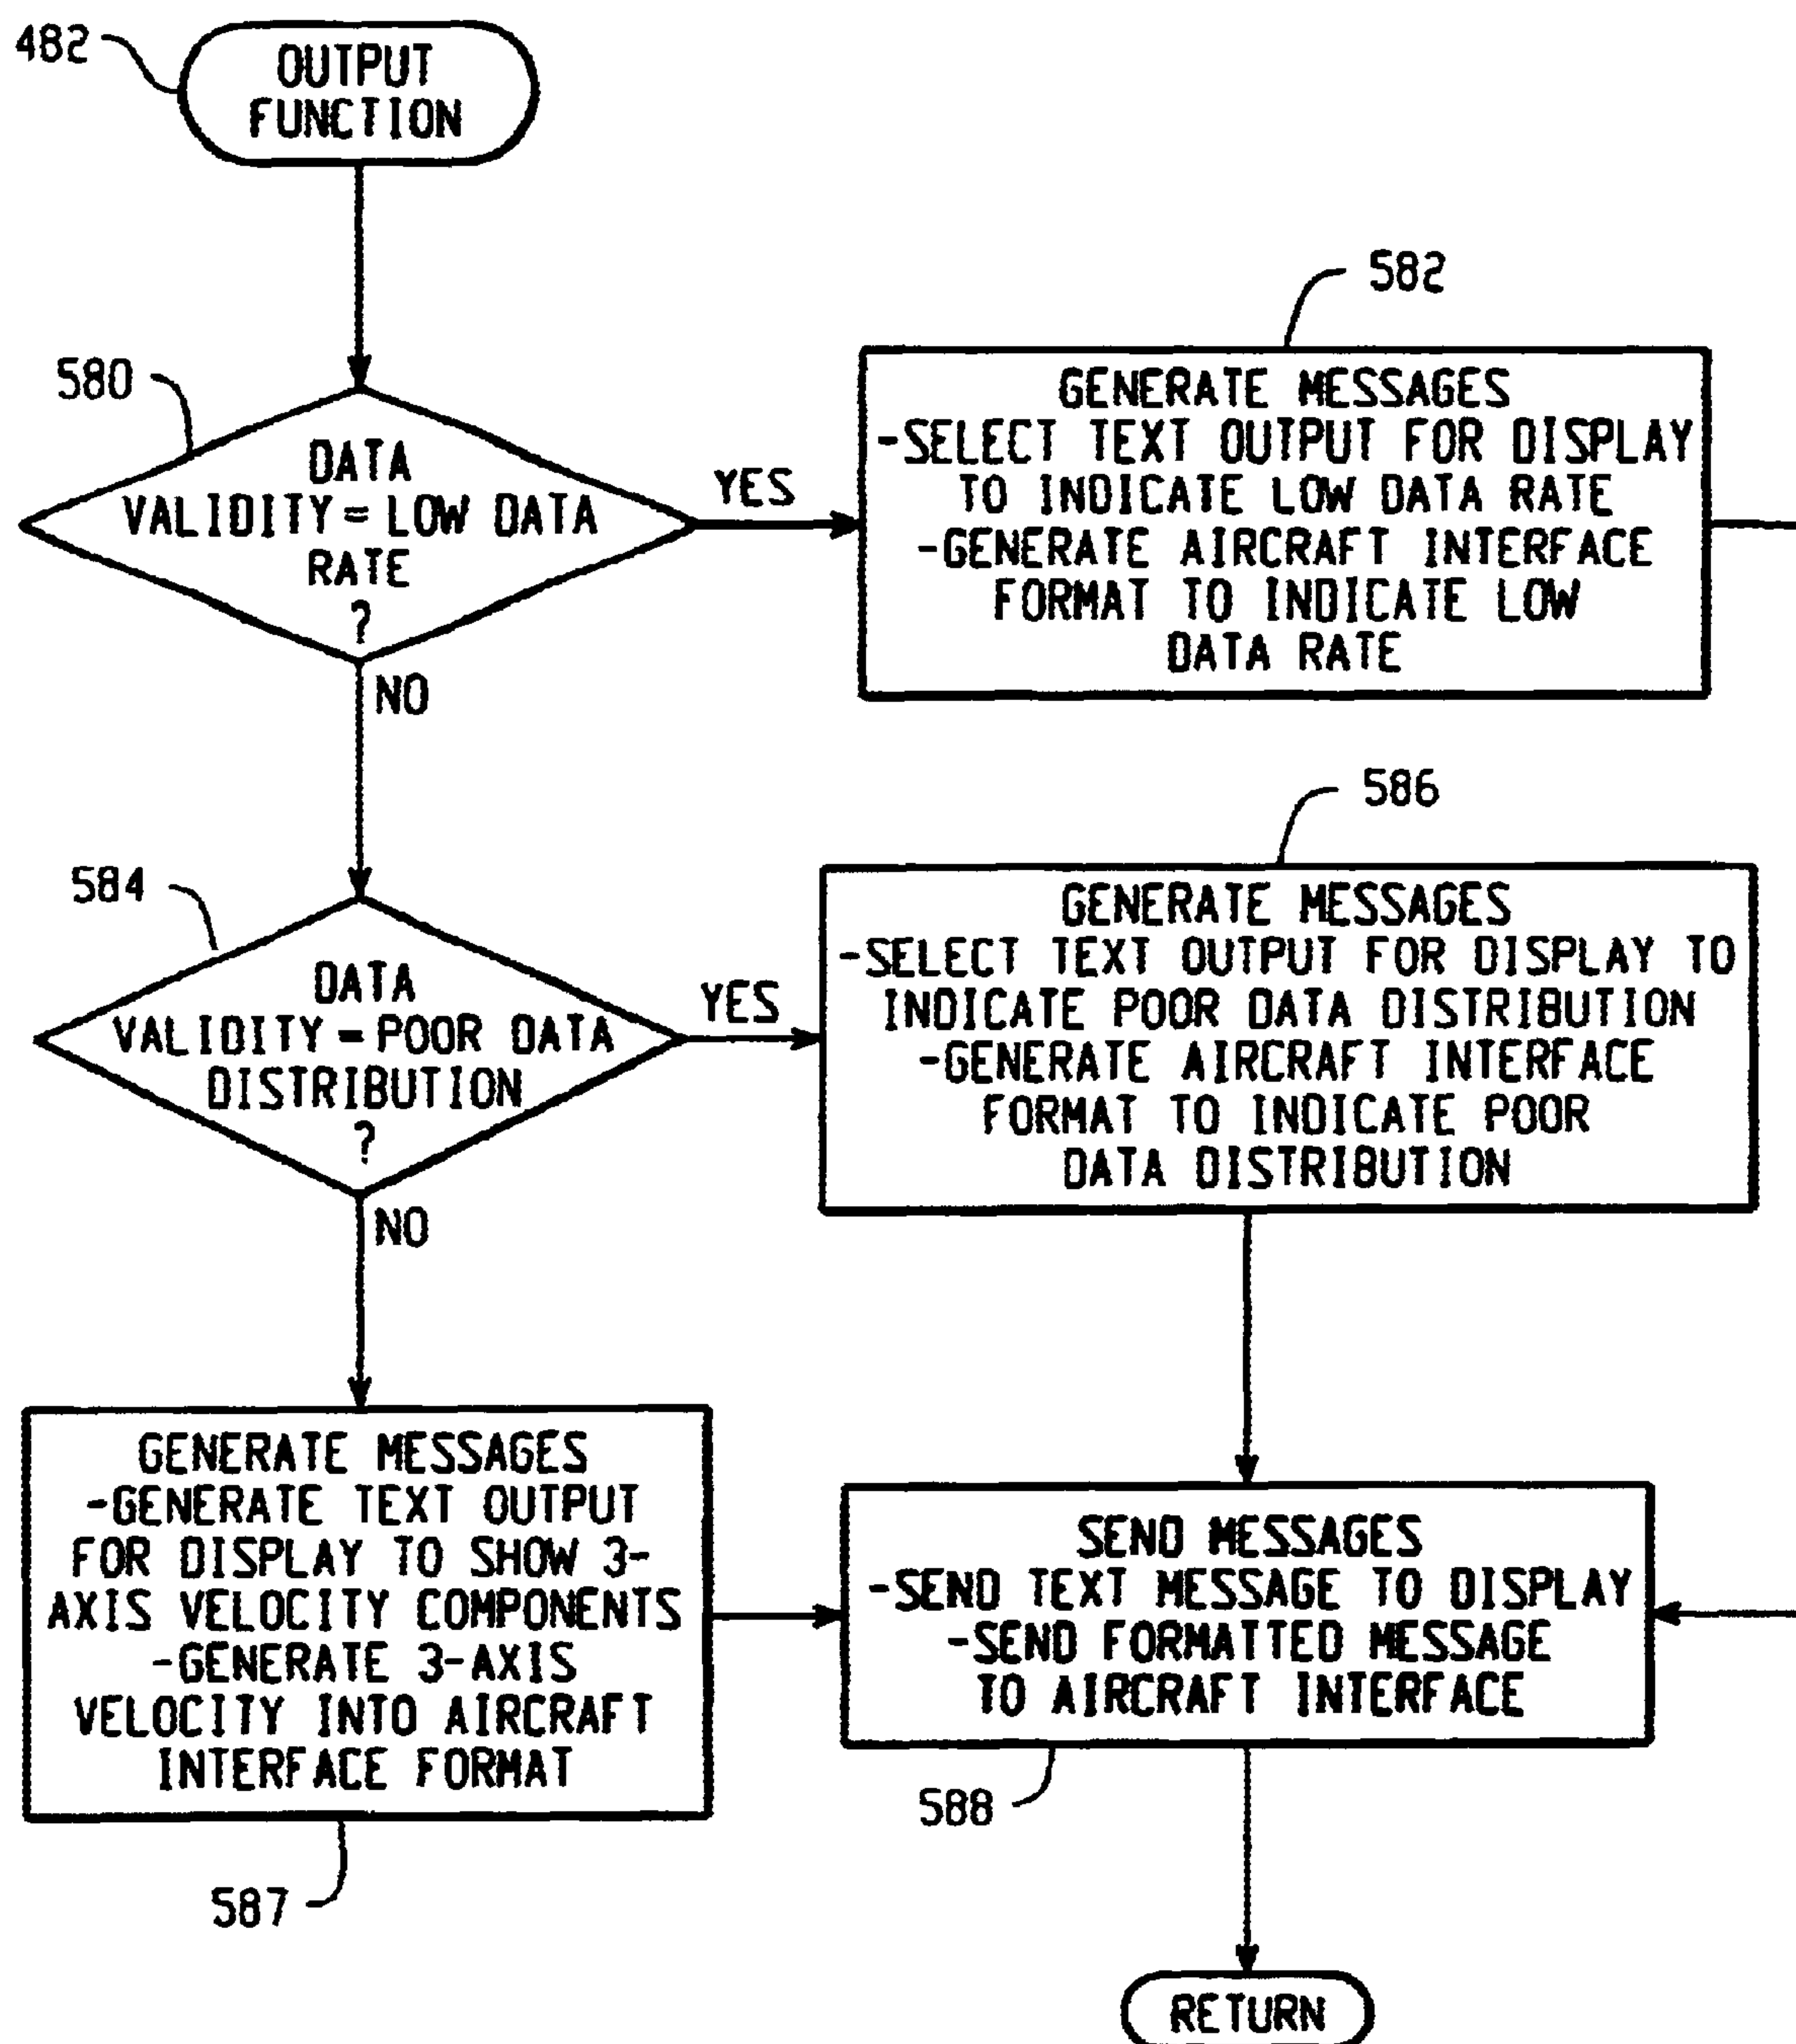 482
OUTPUT
FUNCTION
580
DATA
VALIDITY = LOW DATA
RATE
?
YES
NO
582
GENERATE MESSAGES
-SELECT TEXT OUTPUT FOR DISPLAY
TO INDICATE LOW DATA RATE
-GENERATE AIRCRAFT INTERFACE
FORMAT TO INDICATE LOW
DATA RATE
584
DATA
VALIDITY = POOR DATA
DISTRIBUTION
?
YES
NO
586
GENERATE MESSAGES
-SELECT TEXT OUTPUT FOR DISPLAY TO
INDICATE POOR DATA DISTRIBUTION
-GENERATE AIRCRAFT INTERFACE
FORMAT TO INDICATE POOR
DATA DISTRIBUTION
GENERATE MESSAGES
-GENERATE TEXT OUTPUT
FOR DISPLAY TO SHOW 3-
AXIS VELOCITY COMPONENTS
-GENERATE 3-AXIS
VELOCITY INTO AIRCRAFT
INTERFACE FORMAT
587
SEND MESSAGES
-SEND TEXT MESSAGE TO DISPLAY
-SEND FORMATTED MESSAGE
TO AIRCRAFT INTERFACE
588
RETURN